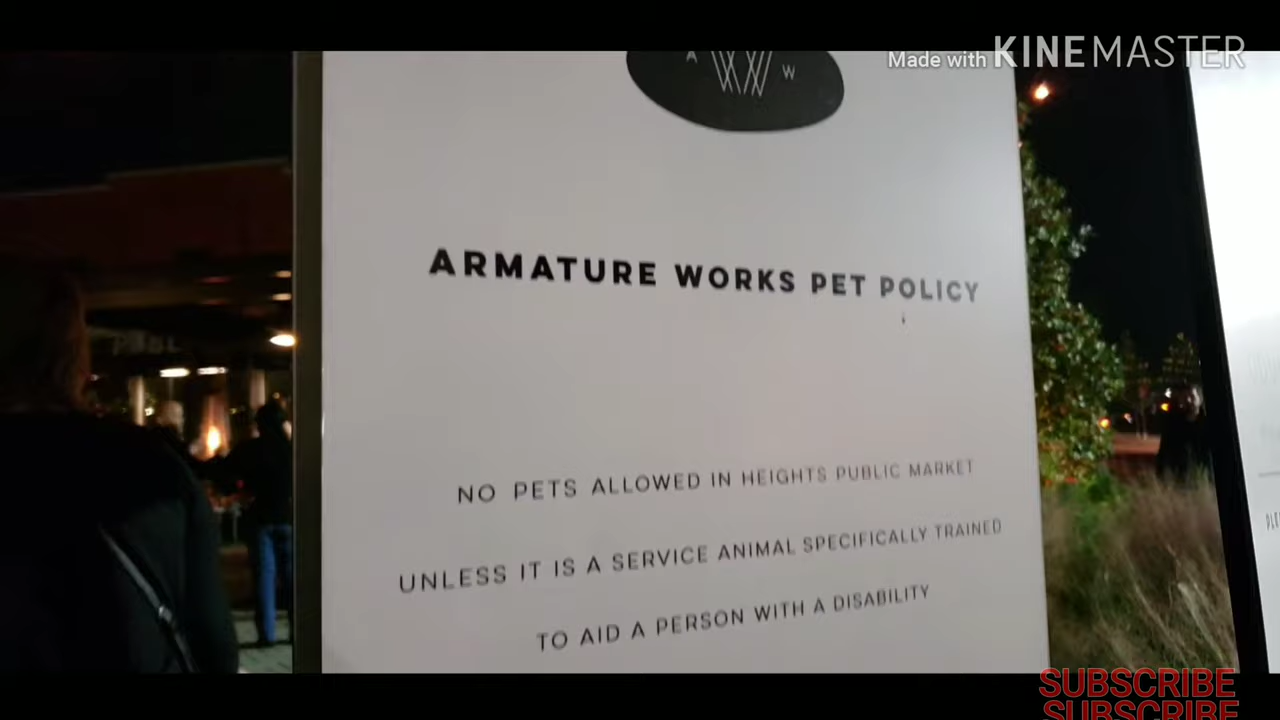 Made with KINEMASTER
A W
ARMATURE WORKS PET POLICY
NO PETS ALLOWED IN HEIGHTS PUBLIC MARKET
UNLESS IT IS A SERVICE ANIMAL SPECIFICALLY TRAINED
TO AID A PERSON WITH A DISABILITY
SUBSCRIBE
SUBSCRIBE